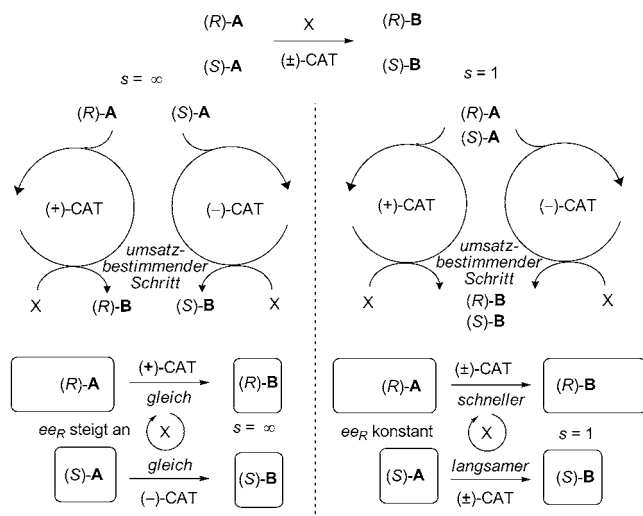 (R)-A X (R)-B
(S)-A (±)-CAT (S)-B
s = ∞
s = 1
(R)-A (S)-A
(+)-CAT (−)-CAT
umsatz-
bestimmender
Schritt
X (R)-B (S)-B X
(R)-A
(S)-A
(+)-CAT (−)-CAT
umsatz-
bestimmender
Schritt
X (R)-B X
(S)-B
(R)-A (+)-CAT (R)-B
gleich
ee_R steigt an X s = ∞
(S)-A gleich (S)-B
(−)-CAT
(R)-A (±)-CAT (R)-B
schneller
ee_R konstant X s = 1
(S)-A langsamer (S)-B
(±)-CAT